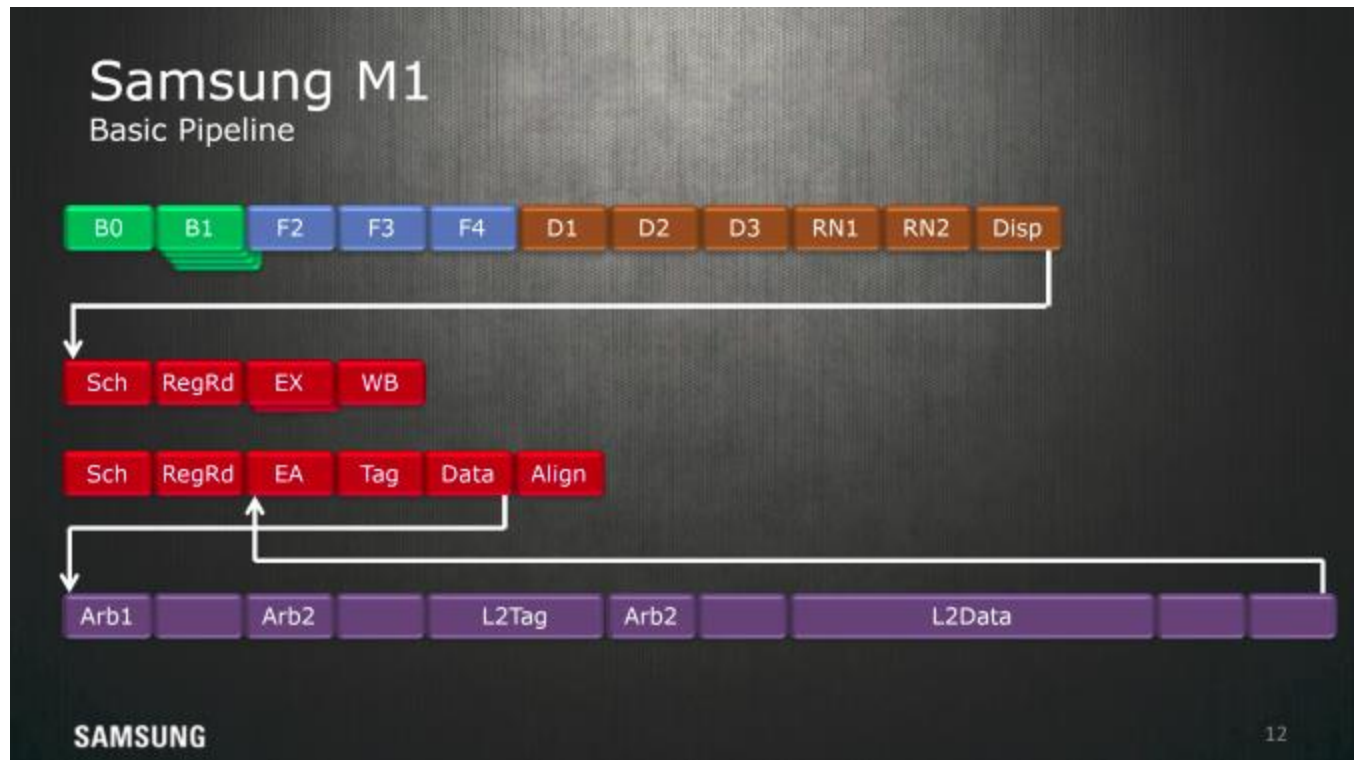 Samsung M1
Basic Pipeline
B0 B1 F2 F3 F4 D1 D2 D3 RN1 RN2 Disp
Sch RegRd EX WB
Sch RegRd EA Tag Data Align
Arb1 Arb2 L2Tag Arb2 L2Data
SAMSUNG 12